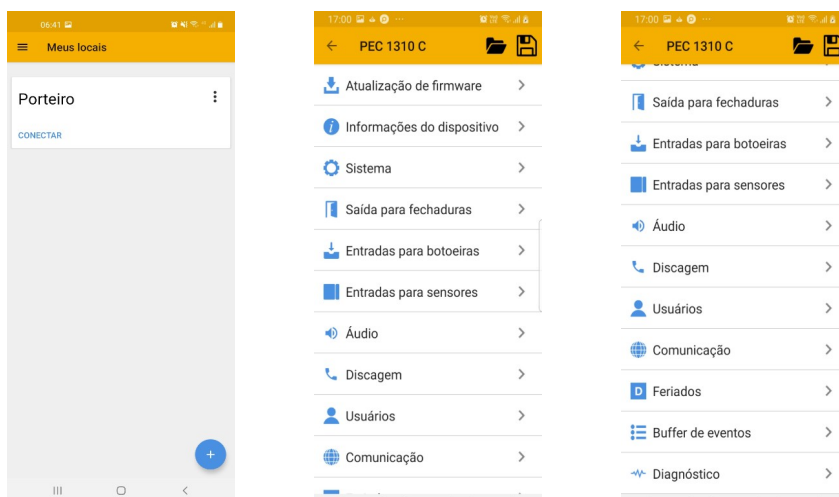 06:41
Meus locais
Porteiro
CONECTAR
17:00
PEC 1310 C
Atualização de firmware
Informações do dispositivo
Sistema
Saída para fechaduras
Entradas para botoeiras
Entradas para sensores
Áudio
Discagem
Usuários
Comunicação
17:00
PEC 1310 C
Saída para fechaduras
Entradas para botoeiras
Entradas para sensores
Áudio
Discagem
Usuários
Comunicação
D Feriados
Buffer de eventos
Diagnóstico